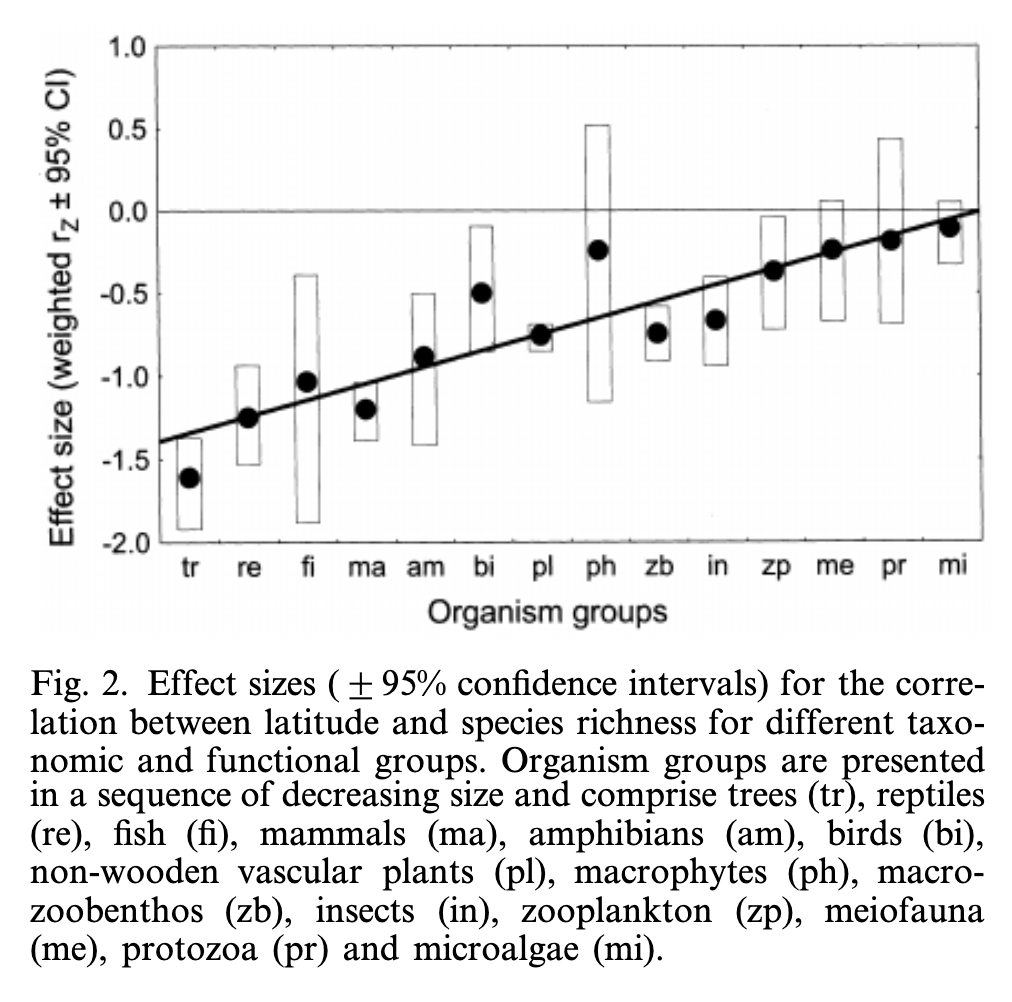 Effect size (weighted rZ ± 95% CI)
1.0
0.5
0.0
-0.5
-1.0
-1.5
-2.0
tr re fi ma am bi pl ph zb in zp me pr mi
Organism groups
Fig. 2. Effect sizes (±95% confidence intervals) for the corre-
lation between latitude and species richness for different taxo-
nomic and functional groups. Organism groups are presented
in a sequence of decreasing size and comprise trees (tr), reptiles
(re), fish (fi), mammals (ma), amphibians (am), birds (bi),
non-wooden vascular plants (pl), macrophytes (ph), macro-
zoobenthos (zb), insects (in), zooplankton (zp), meiofauna
(me), protozoa (pr) and microalgae (mi).